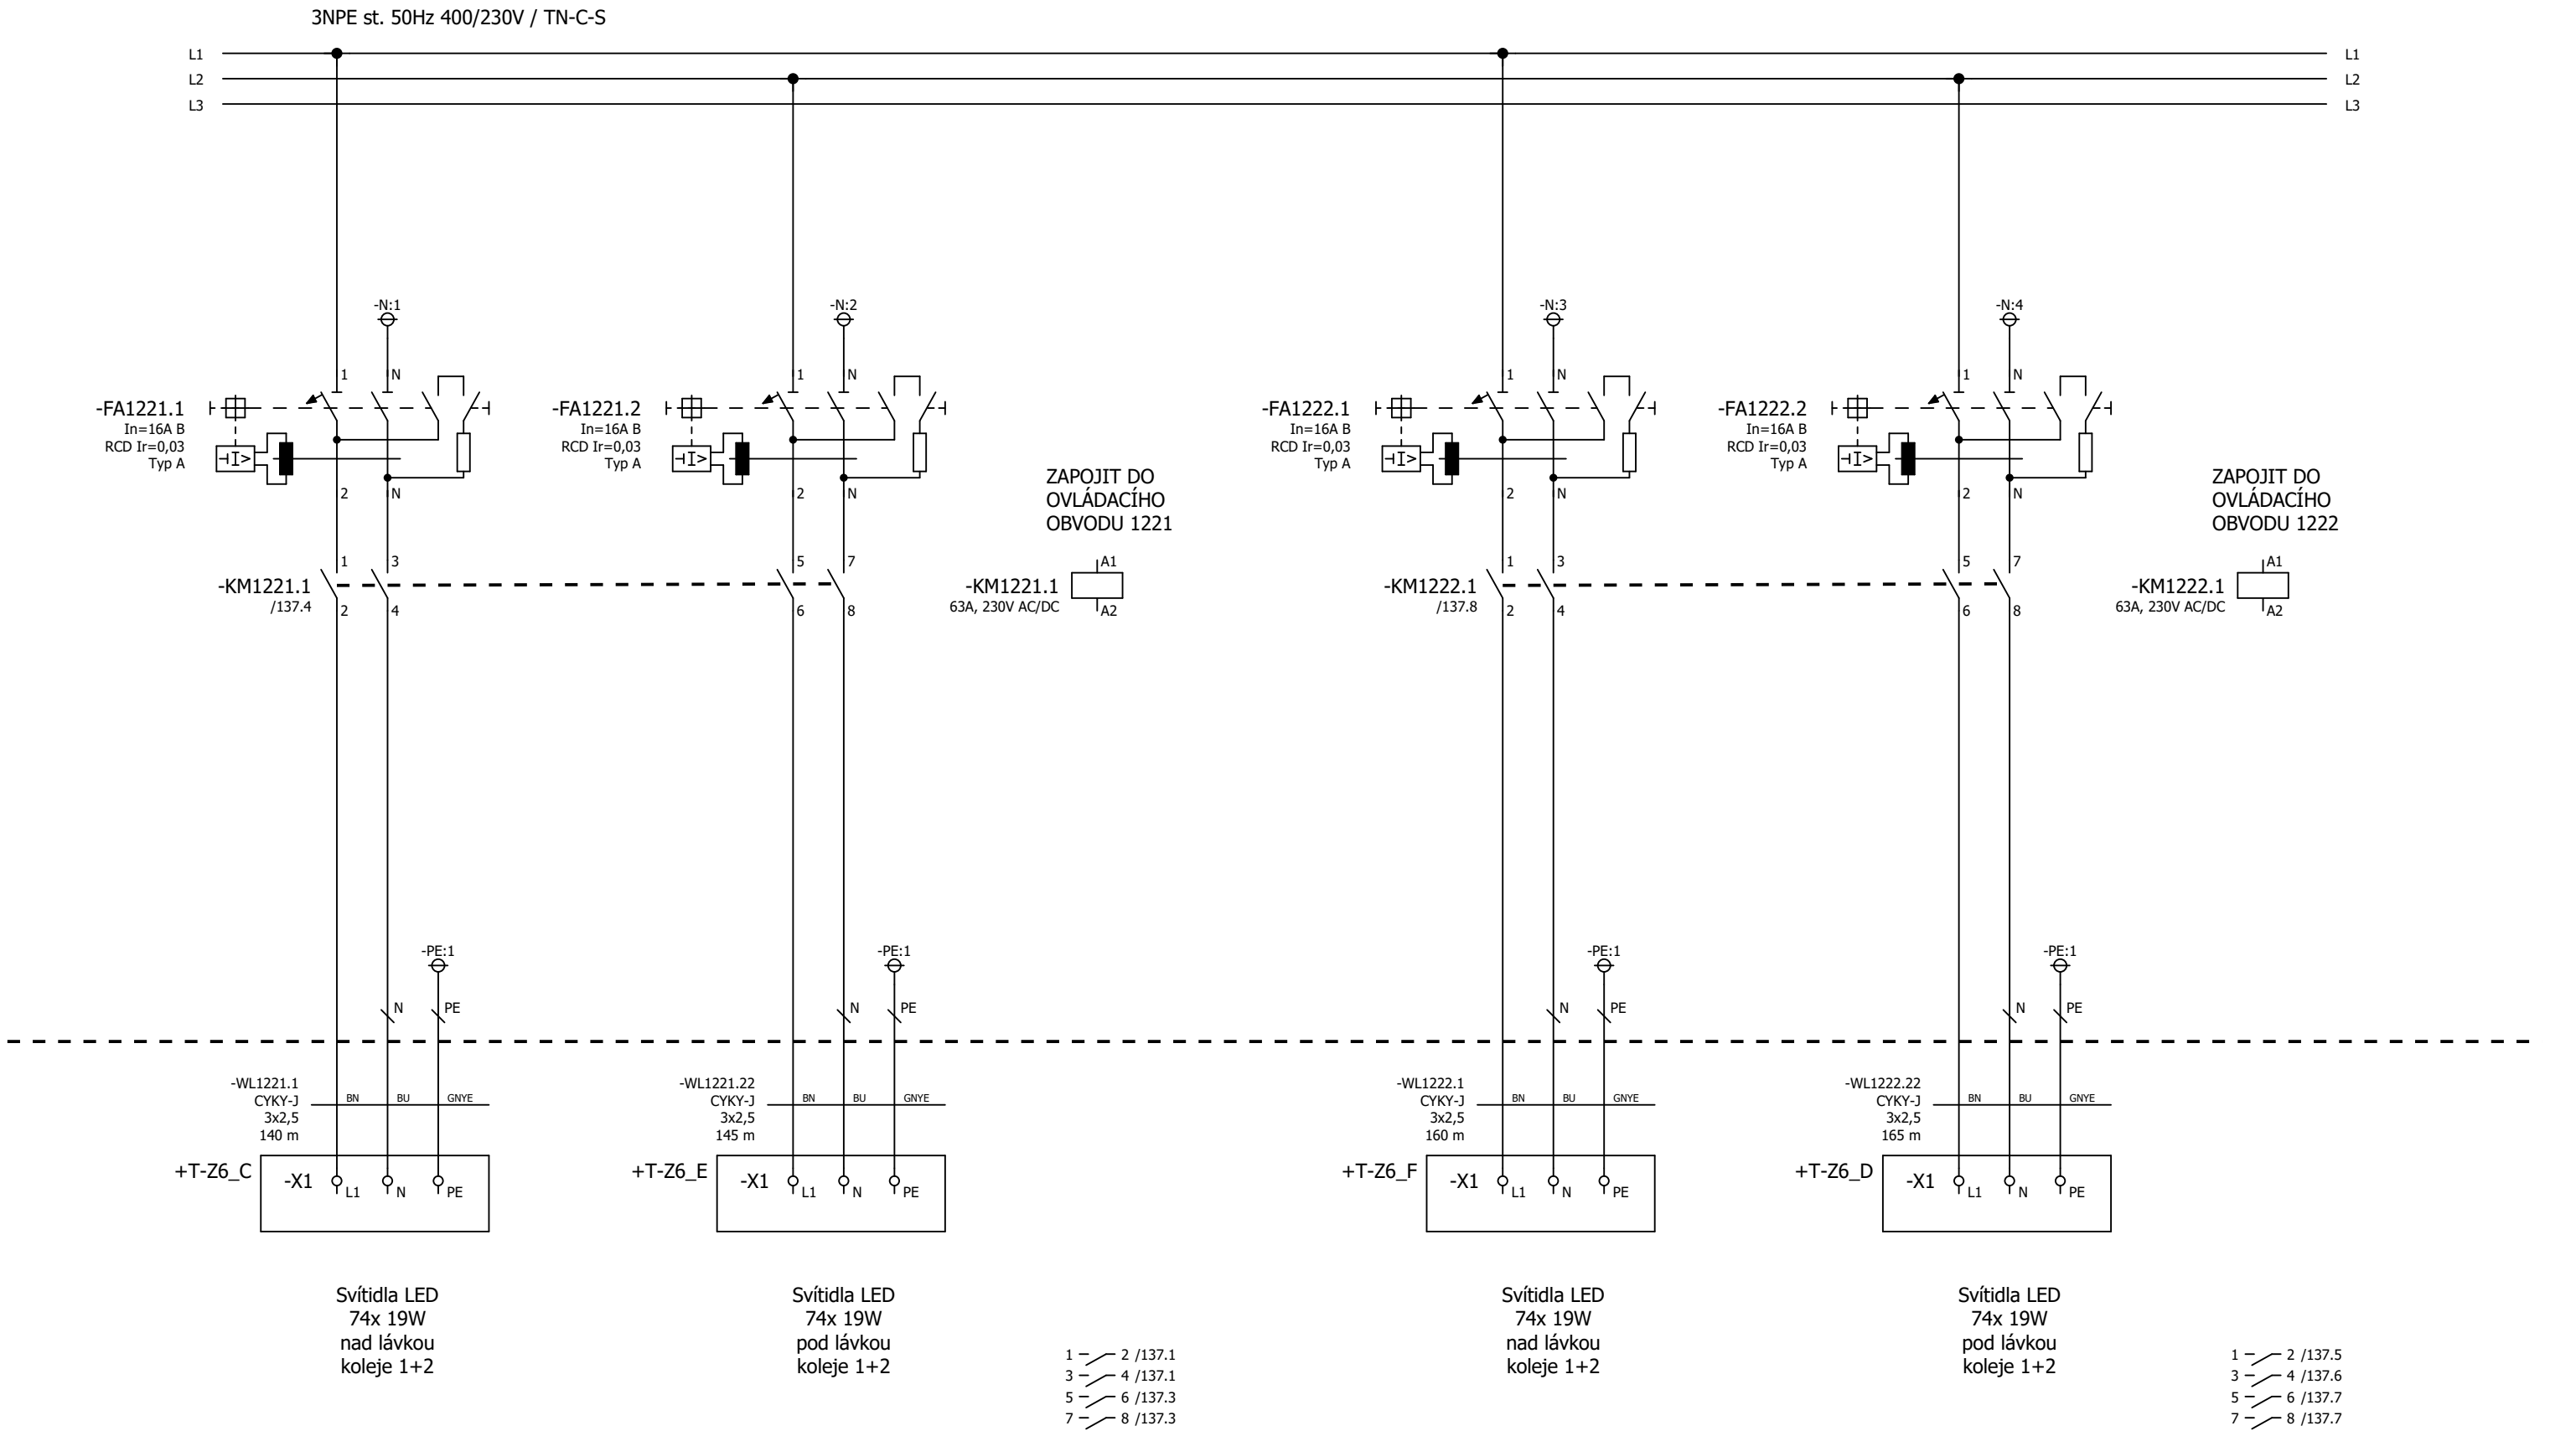 3NPE st. 50Hz 400/230V / TN-C-S
L1
L1
L2
L2
L3
L3
-N:1
-N:2
-N:3
-N:4
1
N
1
N
1
N
1
N
-FA1221.1
In=16A B
RCD Ir=0,03
Typ A
I>
-FA1221.2
In=16A B
RCD Ir=0,03
Typ A
I>
-FA1222.1
In=16A B
RCD Ir=0,03
Typ A
I>
-FA1222.2
In=16A B
RCD Ir=0,03
Typ A
I>
2
N
2
N
2
N
2
N
ZAPOJIT DO
OVLÁDACÍHO
OBVODU 1221
ZAPOJIT DO
OVLÁDACÍHO
OBVODU 1222
-KM1221.1
/137.4
1
3
2
4
5
7
6
8
-KM1221.1
63A, 230V AC/DC
A1
A2
-KM1222.1
/137.8
1
3
2
4
5
7
6
8
-KM1222.1
63A, 230V AC/DC
A1
A2
-PE:1
-PE:1
-PE:1
-PE:1
N
PE
N
PE
N
PE
N
PE
-WL1221.1
CYKY-J
3x2,5
140 m
BN
BU
GNYE
-WL1221.22
CYKY-J
3x2,5
145 m
BN
BU
GNYE
-WL1222.1
CYKY-J
3x2,5
160 m
BN
BU
GNYE
-WL1222.22
CYKY-J
3x2,5
165 m
BN
BU
GNYE
+T-Z6_C
-X1
L1
N
PE
+T-Z6_E
-X1
L1
N
PE
+T-Z6_F
-X1
L1
N
PE
+T-Z6_D
-X1
L1
N
PE
Svítidla LED
74x 19W
nad lávkou
koleje 1+2
Svítidla LED
74x 19W
pod lávkou
koleje 1+2
Svítidla LED
74x 19W
nad lávkou
koleje 1+2
Svítidla LED
74x 19W
pod lávkou
koleje 1+2
1 2 /137.1
3 4 /137.1
5 6 /137.3
7 8 /137.3
1 2 /137.5
3 4 /137.6
5 6 /137.7
7 8 /137.7